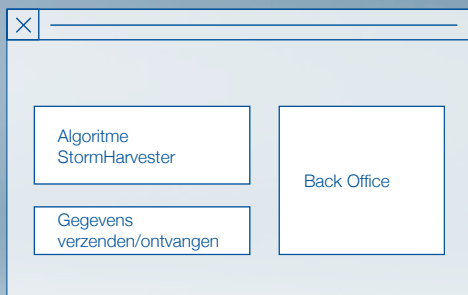 Algoritme
StormHarvester
Gegevens
verzenden/ontvangen
Back Office